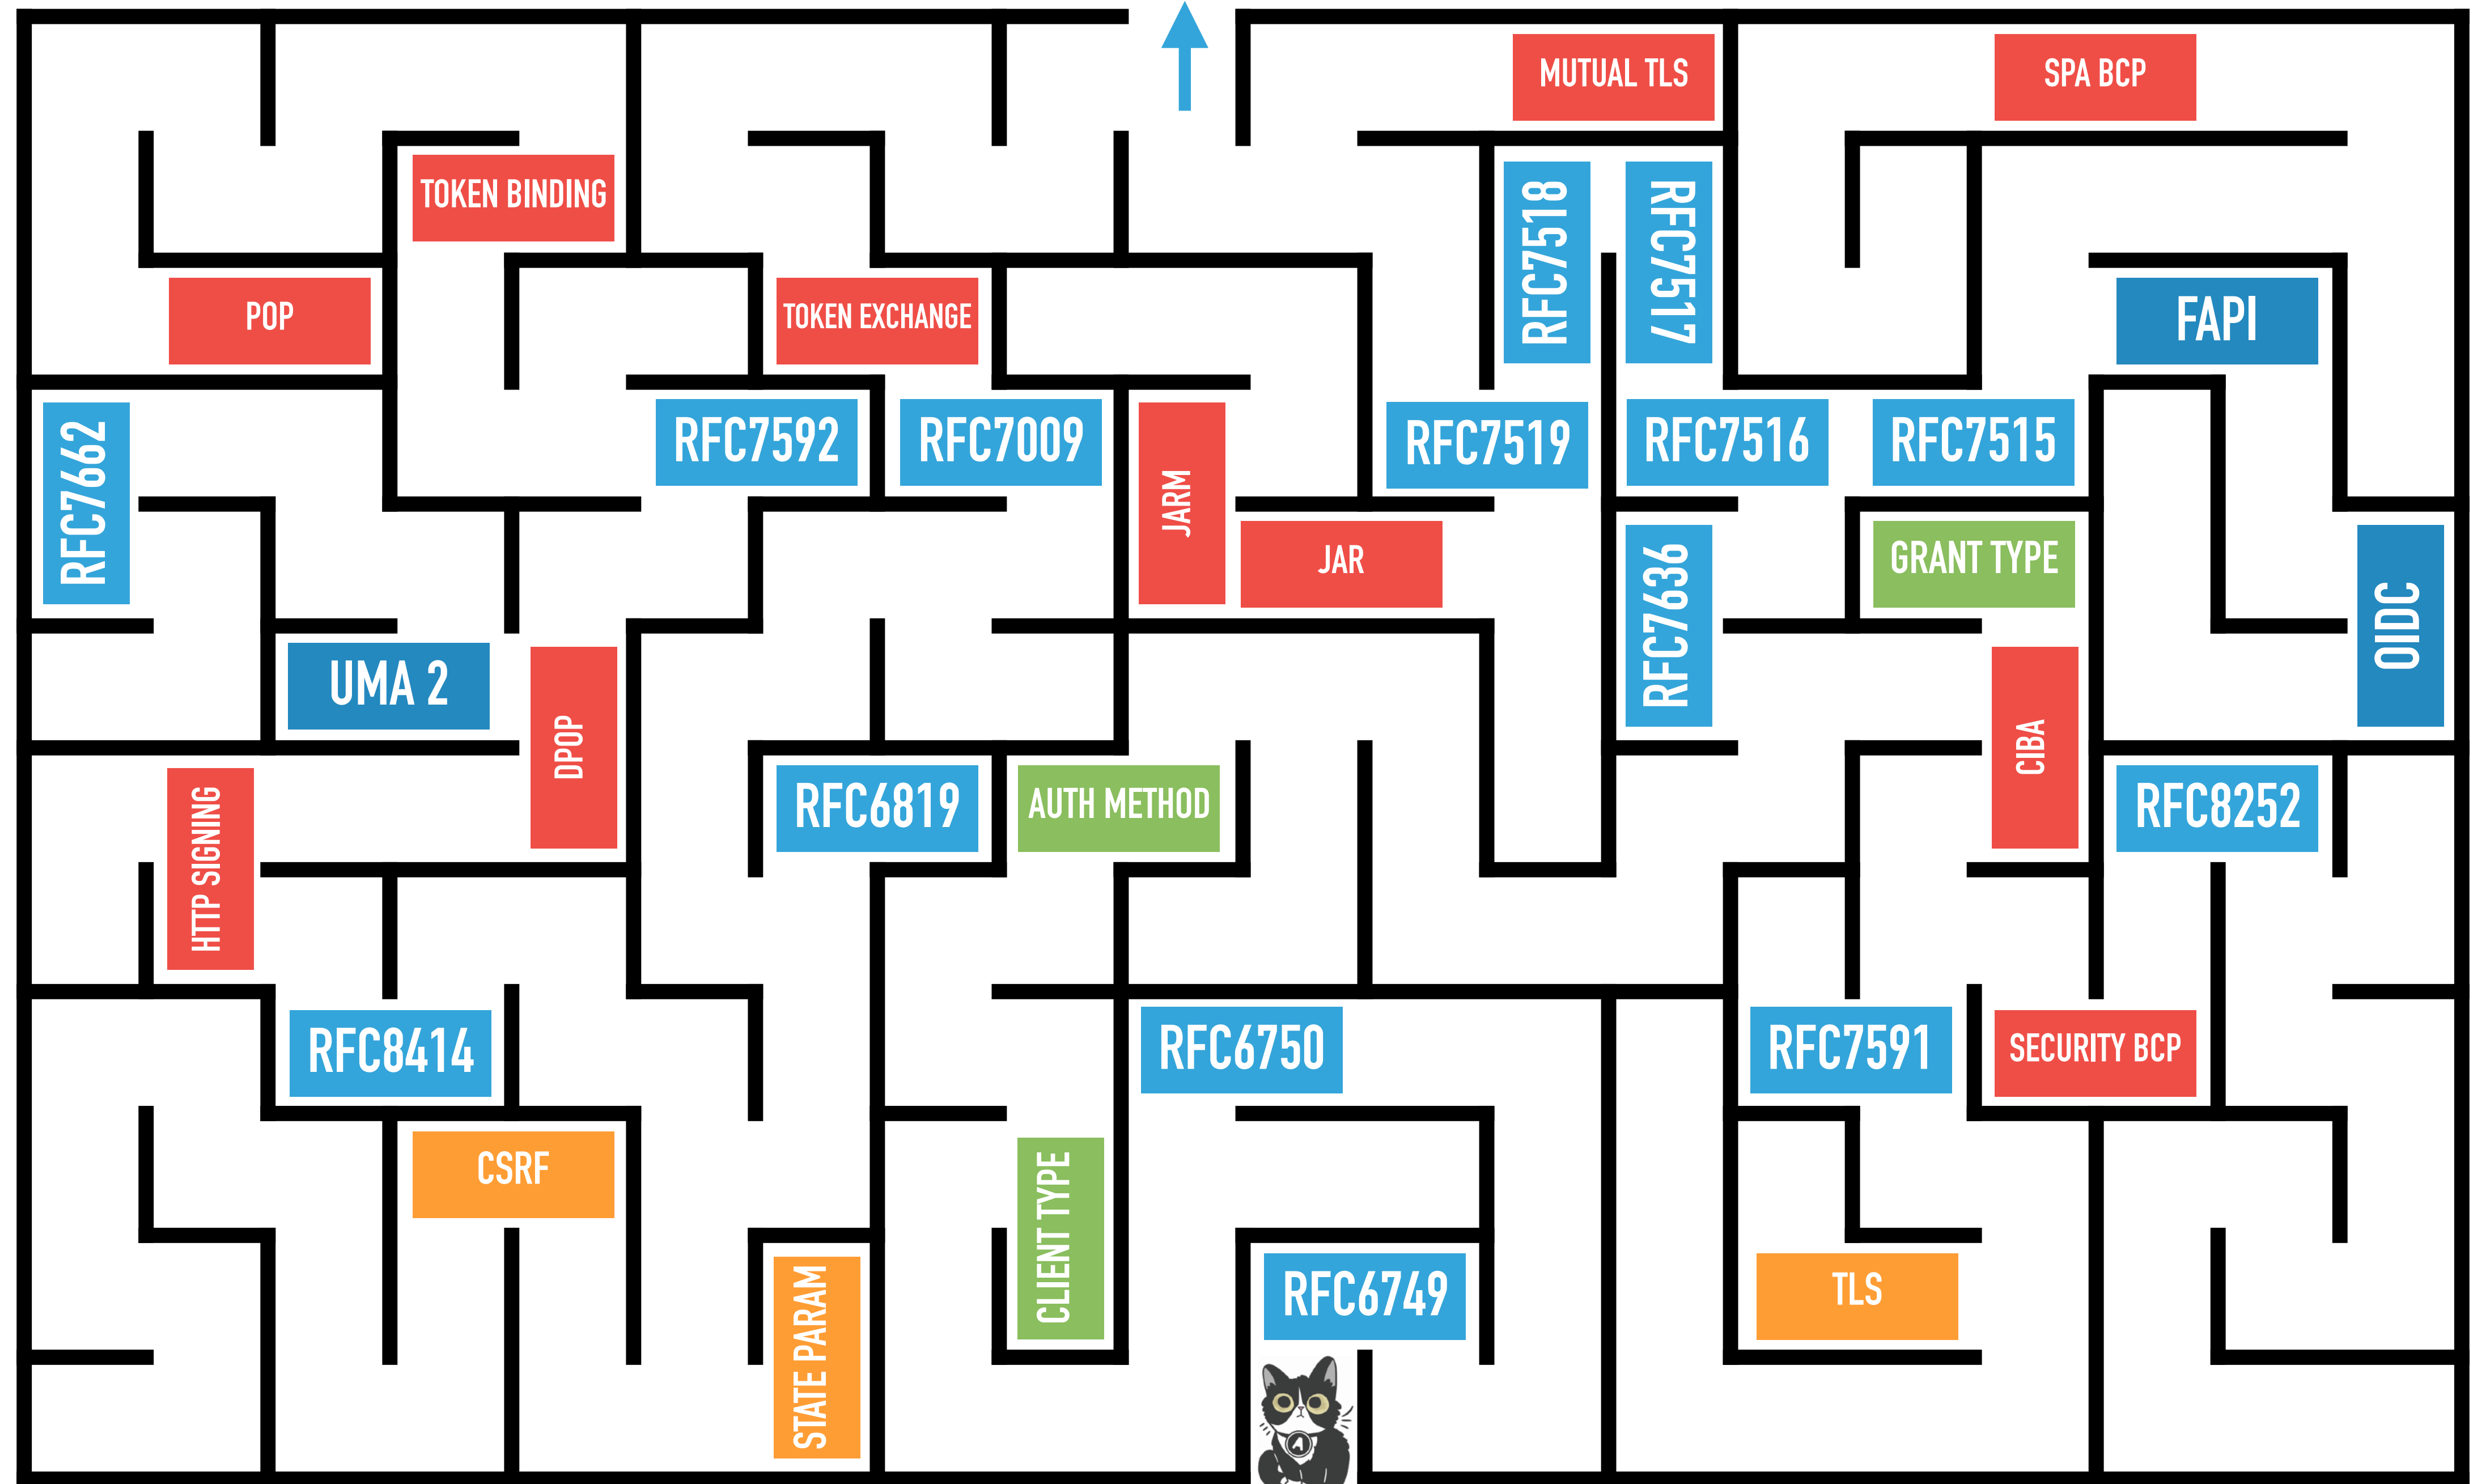 MUTUAL TLS
SPA BCP
TOKEN BINDING
RFC7518
RFC7517
POP
TOKEN EXCHANGE
FAPI
RFC7662
RFC7592
RFC7009
JARM
RFC7519
RFC7516
RFC7515
JAR
RFC7636
GRANT TYPE
OIDC
UMA 2
DPOP
CIBA
HTTP SIGNING
RFC6819
AUTH METHOD
RFC8252
RFC8414
RFC6750
RFC7591
SECURITY BCP
CSRF
CLIENT TYPE
STATE PARAM
RFC6749
TLS
A